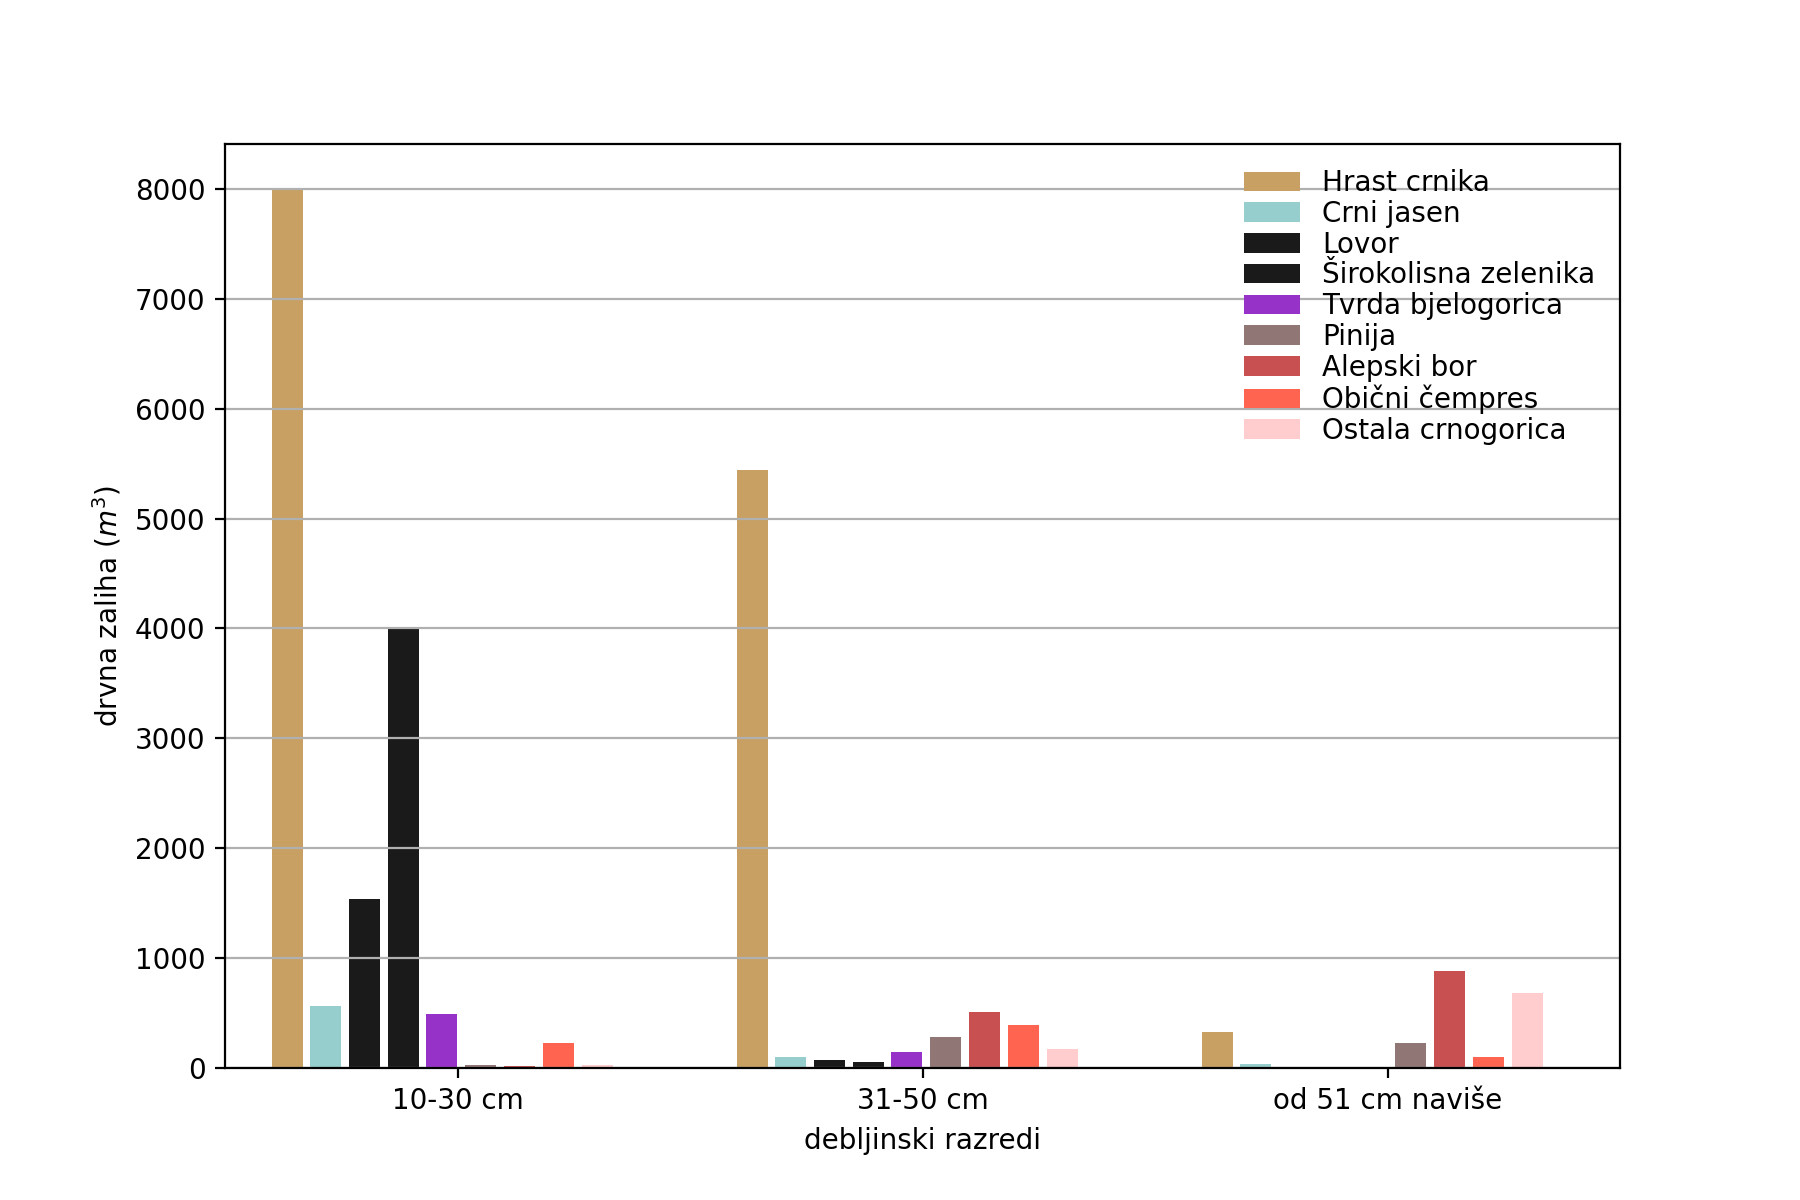 8000
7000
6000
5000
4000
3000
2000
1000
0
drvna zaliha (m³)
Hrast crnika
Crni jasen
Lovor
Širokolisna zelenika
Tvrda bjelogorica
Pinija
Alepski bor
Obični čempres
Ostala crnogorica
10-30 cm
31-50 cm
od 51 cm naviše
debljinski razredi